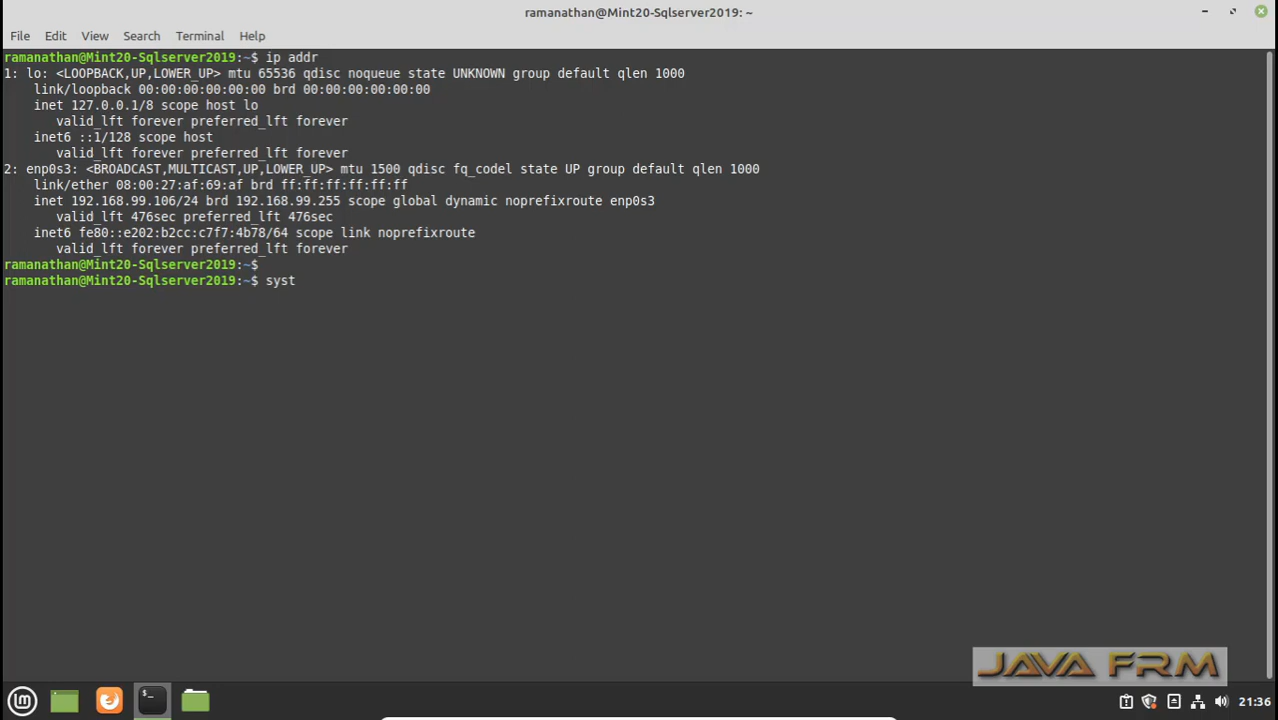 ramanathan@Mint20-Sqlserver2019: ~
File Edit View Search Terminal Help
ramanathan@Mint20-Sqlserver2019:~$ ip addr
1: lo: <LOOPBACK,UP,LOWER_UP> mtu 65536 qdisc noqueue state UNKNOWN group default qlen 1000
    link/loopback 00:00:00:00:00:00 brd 00:00:00:00:00:00
    inet 127.0.0.1/8 scope host lo
       valid_lft forever preferred_lft forever
    inet6 ::1/128 scope host
       valid_lft forever preferred_lft forever
2: enp0s3: <BROADCAST,MULTICAST,UP,LOWER_UP> mtu 1500 qdisc fq_codel state UP group default qlen 1000
    link/ether 08:00:27:af:69:af brd ff:ff:ff:ff:ff:ff
    inet 192.168.99.106/24 brd 192.168.99.255 scope global dynamic noprefixroute enp0s3
       valid_lft 476sec preferred_lft 476sec
    inet6 fe80::e202:b2cc:c7f7:4b78/64 scope link noprefixroute
       valid_lft forever preferred_lft forever
ramanathan@Mint20-Sqlserver2019:~$
ramanathan@Mint20-Sqlserver2019:~$ syst
JAVA FRM
21:36